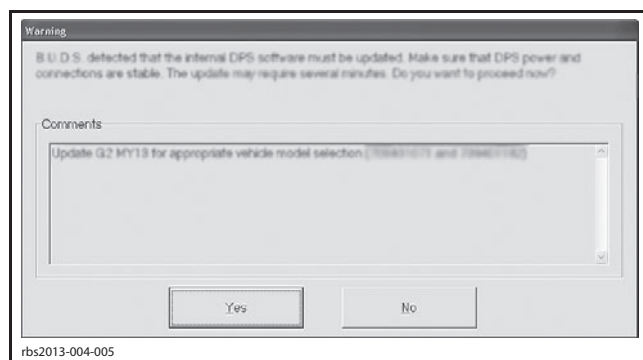 Warning
B.U.D.S. detected that the internal DPS software must be updated. Make sure that DPS power and
connections are stable. The update may require several minutes. Do you want to proceed now?
Comments
Update G2 MY13 for appropriate vehicle model selection
Yes
No
rbs2013-004-005